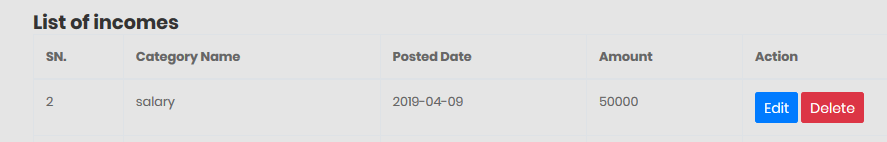 List of incomes
SN. Category Name Posted Date Amount Action
2 salary 2019-04-09 50000 Edit Delete